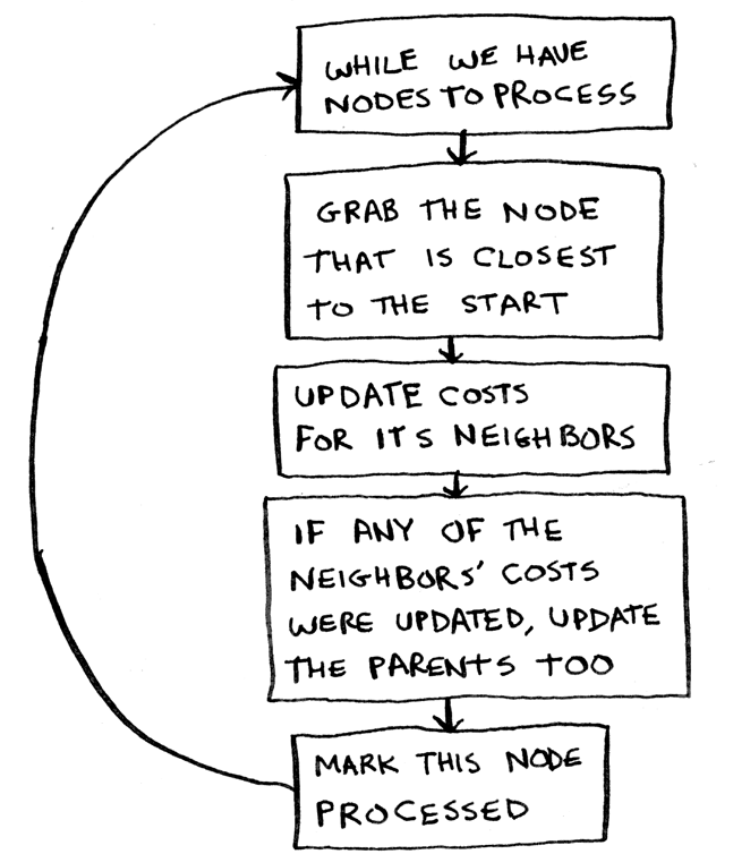 WHILE WE HAVE
NODES TO PROCESS
GRAB THE NODE
THAT IS CLOSEST
TO THE START
UPDATE COSTS
FOR ITS NEIGHBORS
IF ANY OF THE
NEIGHBORS' COSTS
WERE UPDATED, UPDATE
THE PARENTS TOO
MARK THIS NODE
PROCESSED